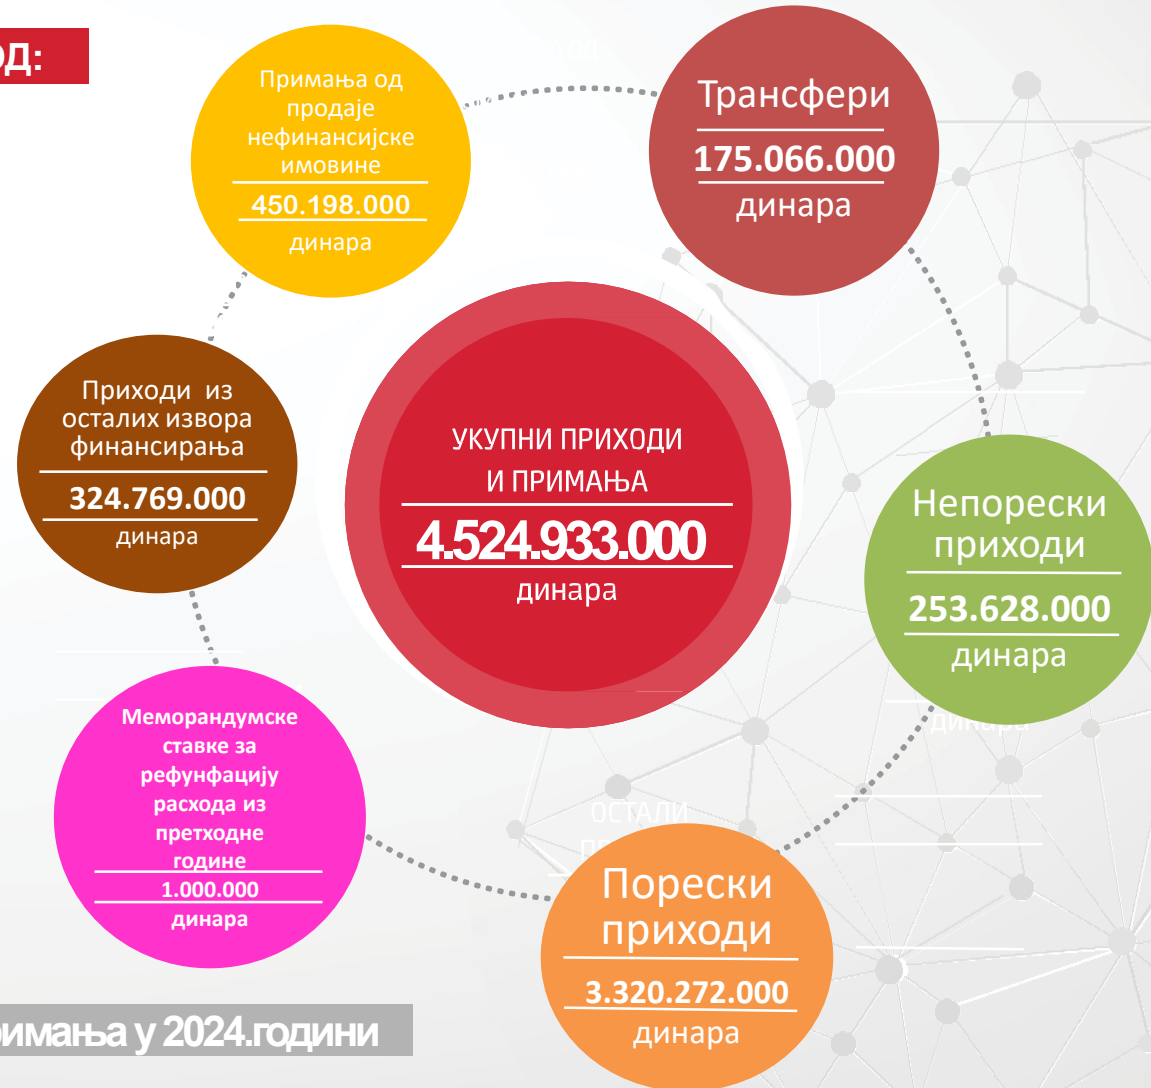 ОД:
Примања од
продаје
нефинансијске
имовине
450.198.000
динара
Трансфери
175.066.000
динара
Приходи из
осталих извора
финансирања
324.769.000
динара
УКУПНИ ПРИХОДИ
И ПРИМАЊА
4.524.933.000
динара
Непорески
приходи
253.628.000
динара
динара
Меморандумске
ставке за
рефунфацију
расхода из
претходне
године
1.000.000
динара
ОСТАЛИ
Порески
приходи
3.320.272.000
динара
римања у 2024.години